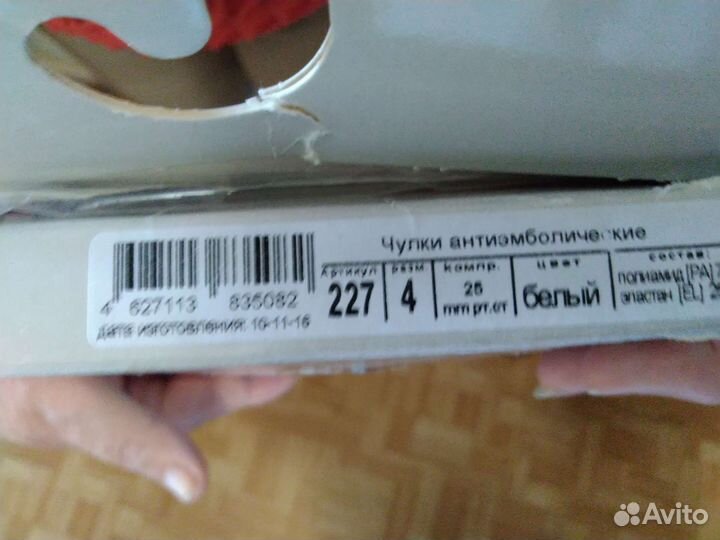 Чулки антиэмболические
Артикул разм. компр. цвет состав:
227 4 25 белый полиамид [PA]
mm рт.ст эластан [EL]
4 627113 835082
дата изготовления: 10-11-16
Avito